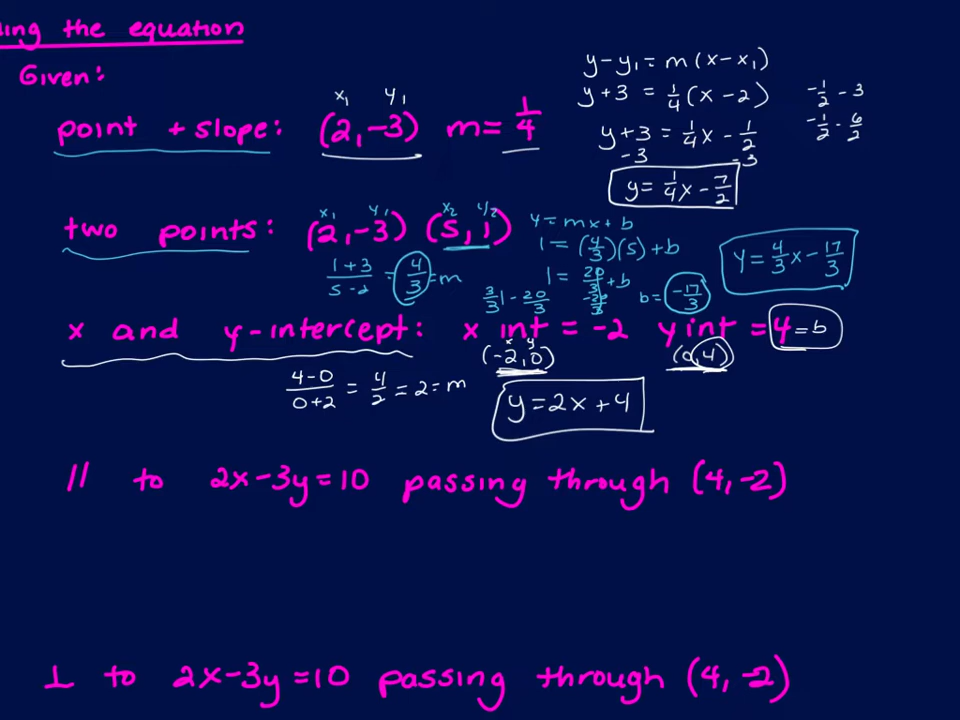 ing the equation
Given:
point + slope: (2, -3) m = 1/4
x₁ y₁
y - y₁ = m(x - x₁)
y + 3 = 1/4(x - 2)
y + 3 = 1/4x - 1/2
-3 -3
y = 1/4x - 7/2
-1/2 - 3
-1/2 - 6/2
two points: (2, -3) (5, 1)
x₁ y₁ x₂ y₂
1+3/5-2 = 4/3 = m
y = mx + b
1 = (4/3)(5) + b
1 = 20/3 + b
3/3 1 - 20/3 -20/3 b = -17/3
y = 4/3x - 17/3
x and y-intercept: x int = -2 y int = 4 = b
x y
(-2, 0) (0, 4)
4-0/0+2 = 4/2 = 2 = m
y = 2x + 4
// to 2x - 3y = 10 passing through (4, -2)
⊥ to 2x - 3y = 10 passing through (4, -2)